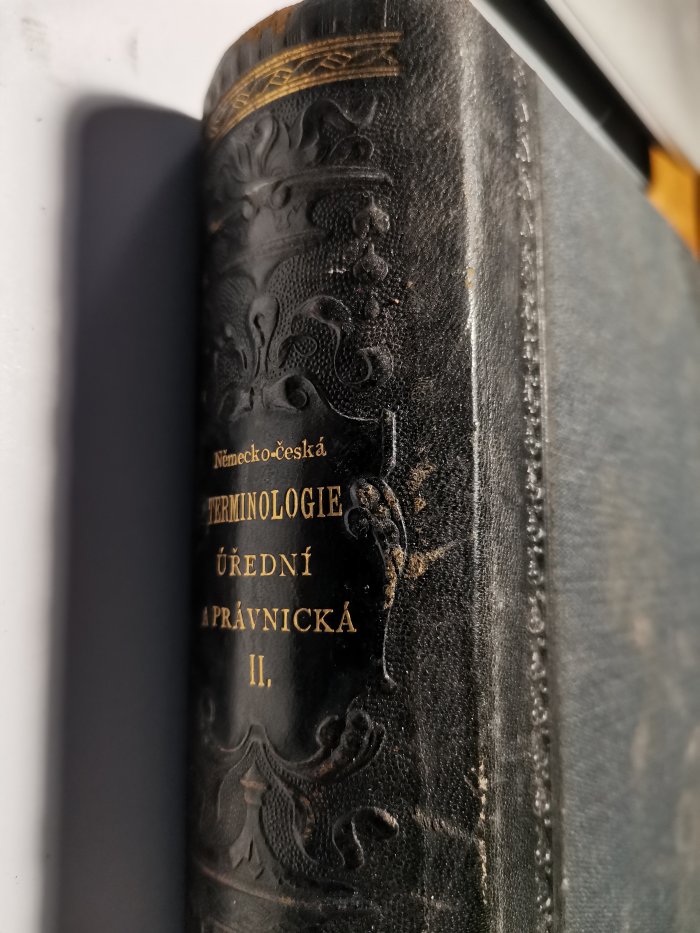 Německo-česká
TERMINOLOGIE
ÚŘEDNÍ
A PRÁVNICKÁ
II.